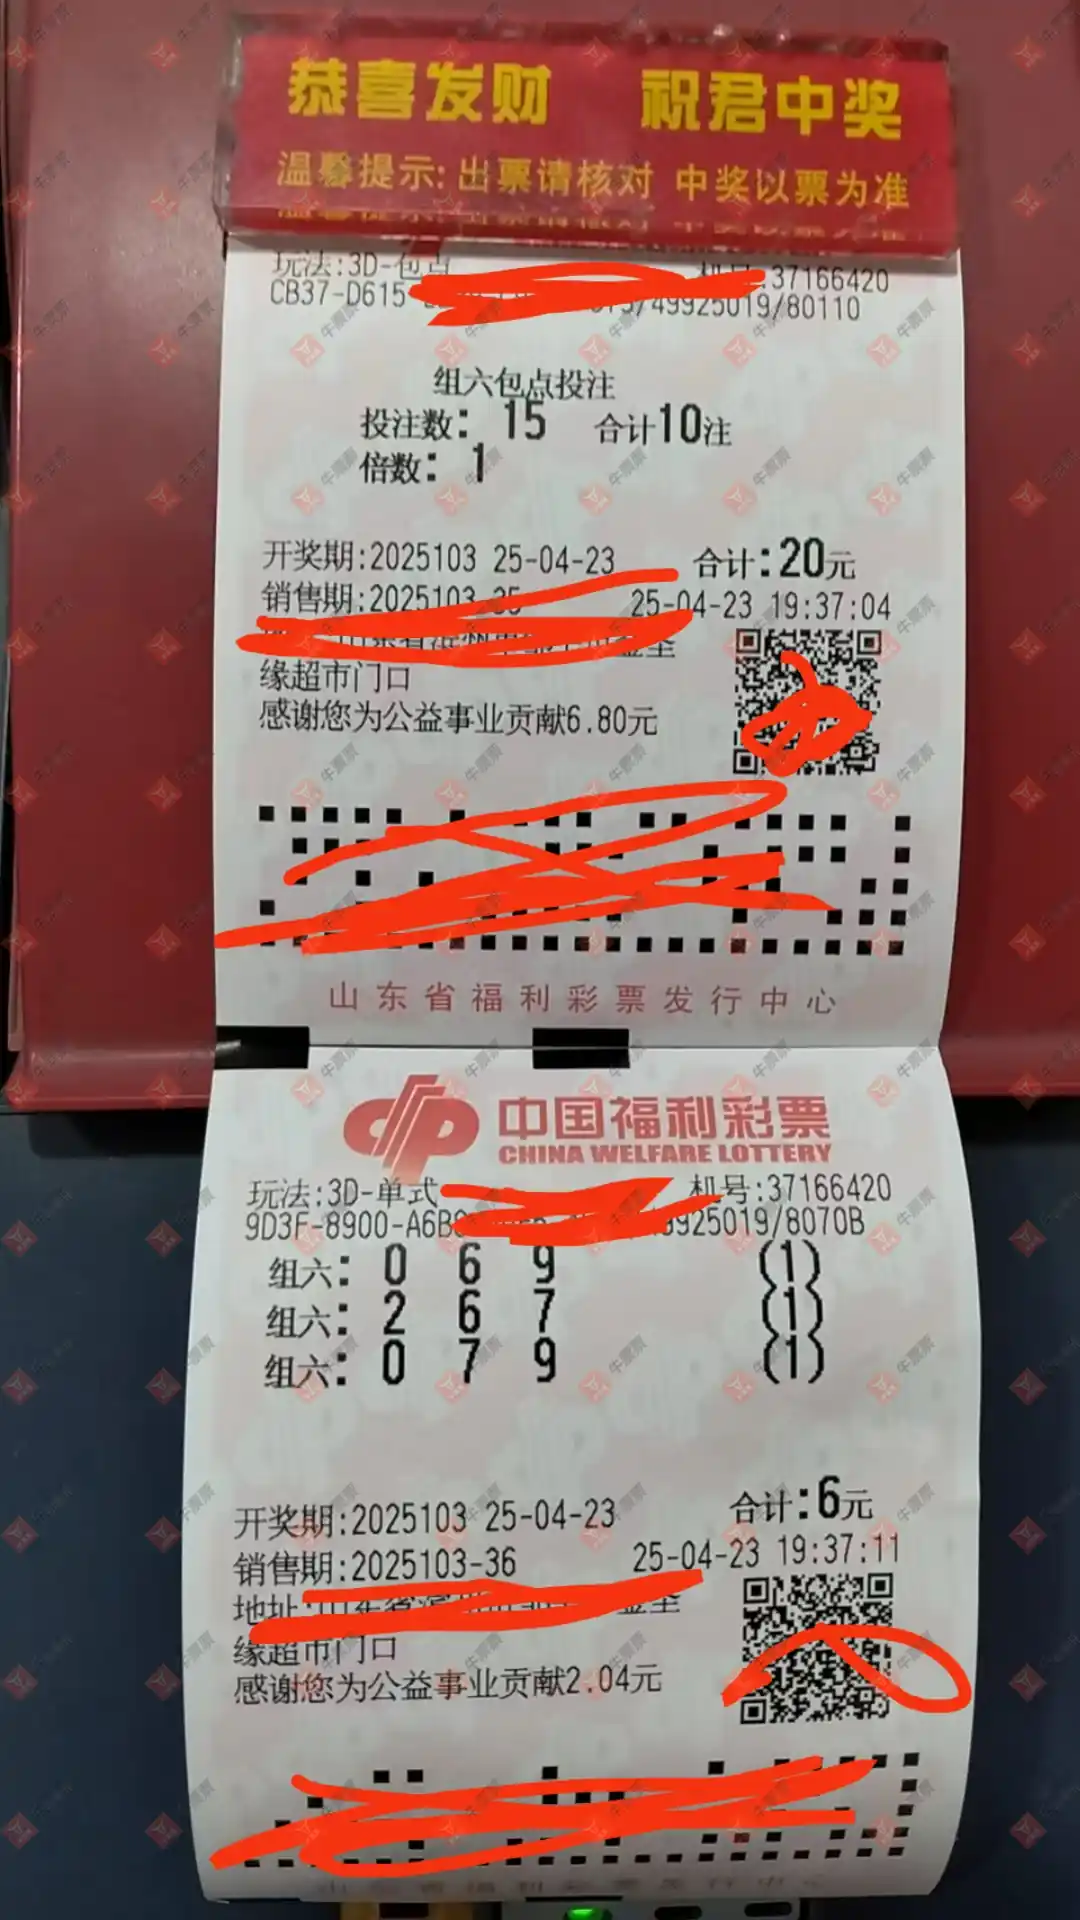 恭喜发财 祝君中奖
温馨提示: 出票请核对 中奖以票为准
玩法:3D-包点 机号:37166420
CB37-D615- /49925019/80110
组六包点投注
投注数: 15 合计10注
倍数: 1
开奖期:2025103 25-04-23 合计:20元
销售期:2025103-35 25-04-23 19:37:04
缘超市门口
感谢您为公益事业贡献6.80元
山东省福利彩票发行中心
中国福利彩票
CHINA WELFARE LOTTERY
玩法:3D-单式 机号:37166420
9D3F-8900-A6B 9925019/8070B
组六: 0 6 9 (1)
组六: 2 6 7 (1)
组六: 0 7 9 (1)
开奖期:2025103 25-04-23 合计:6元
销售期:2025103-36 25-04-23 19:37:11
地址:
缘超市门口
感谢您为公益事业贡献2.04元